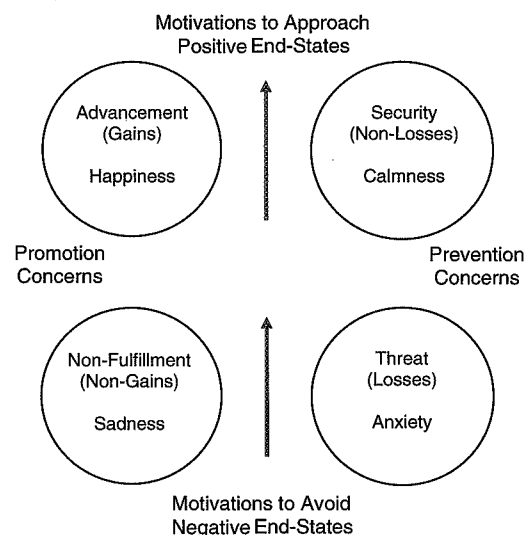 Motivations to Approach
Positive End-States
Advancement
(Gains)
Happiness
Security
(Non-Losses)
Calmness
Promotion
Concerns
Prevention
Concerns
Non-Fulfillment
(Non-Gains)
Sadness
Threat
(Losses)
Anxiety
Motivations to Avoid
Negative End-States